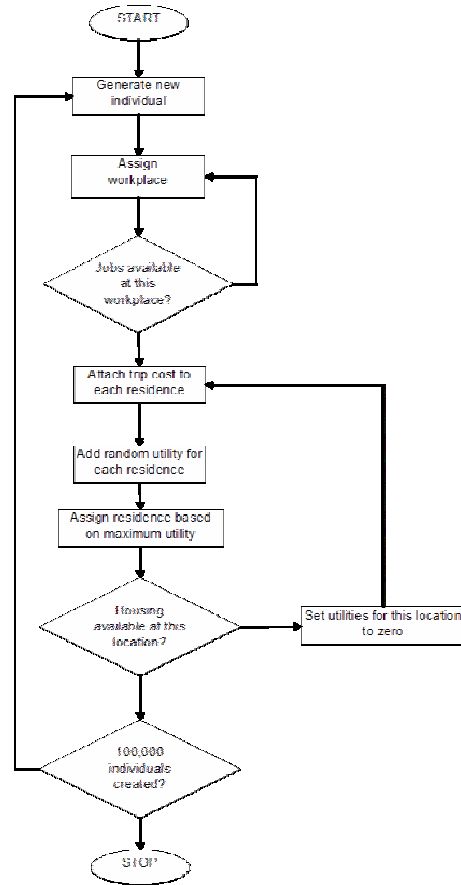 START
Generate new
individual
Assign
workplace
Jobs available
at this
workplace?
Attach trip cost to
each residence
Add random utility for
each residence
Assign residence based
on maximum utility
Housing
available at this
location?
Set utilities for this location
to zero
100,000
individuals
created?
STOP